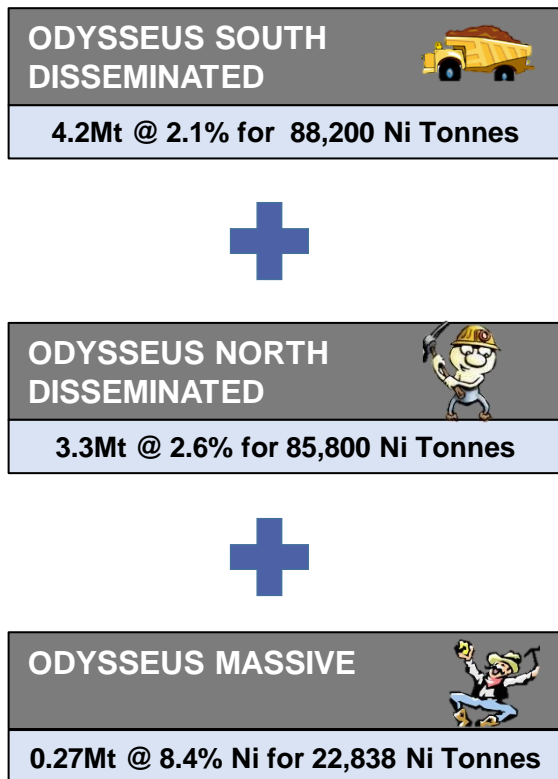 ODYSSEUS SOUTH
DISSEMINATED
4.2Mt @ 2.1% for 88,200 Ni Tonnes
ODYSSEUS NORTH
DISSEMINATED
3.3Mt @ 2.6% for 85,800 Ni Tonnes
ODYSSEUS MASSIVE
0.27Mt @ 8.4% Ni for 22,838 Ni Tonnes